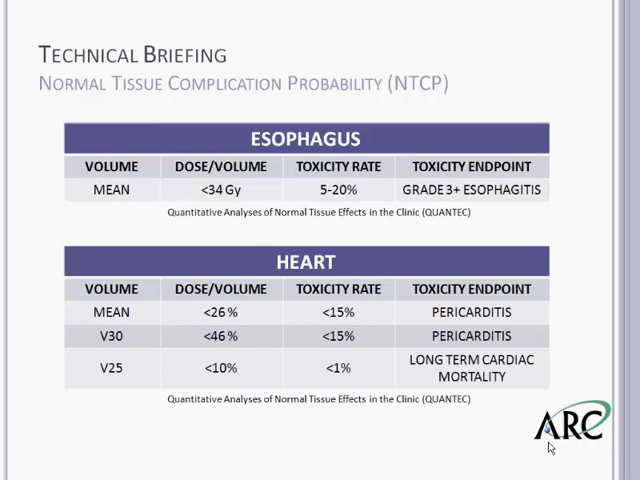 TECHNICAL BRIEFING
NORMAL TISSUE COMPLICATION PROBABILITY (NTCP)
ESOPHAGUS
VOLUME DOSE/VOLUME TOXICITY RATE TOXICITY ENDPOINT
MEAN <34 Gy 5-20% GRADE 3+ ESOPHAGITIS
Quantitative Analyses of Normal Tissue Effects in the Clinic (QUANTEC)
HEART
VOLUME DOSE/VOLUME TOXICITY RATE TOXICITY ENDPOINT
MEAN <26 % <15% PERICARDITIS
V30 <46 % <15% PERICARDITIS
V25 <10% <1% LONG TERM CARDIAC
MORTALITY
Quantitative Analyses of Normal Tissue Effects in the Clinic (QUANTEC)
ARC